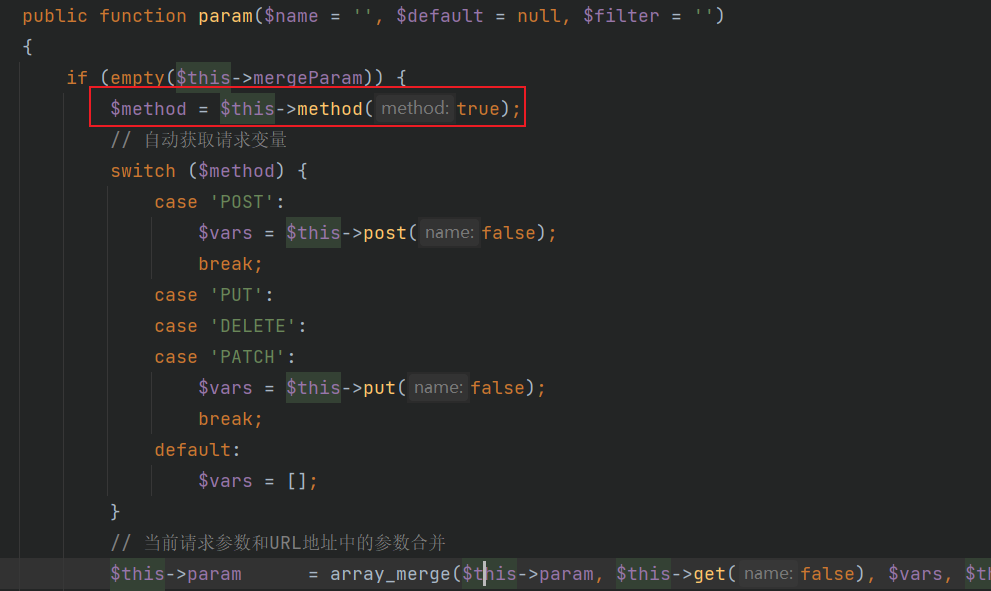 public function param($name = '', $default = null, $filter = '')
{
if (empty($this->mergeParam)) {
$method = $this->method( method: true);
// 自动获取请求变量
switch ($method) {
case 'POST':
$vars = $this->post( name: false);
break;
case 'PUT':
case 'DELETE':
case 'PATCH':
$vars = $this->put( name: false);
break;
default:
$vars = [];
}
// 当前请求参数和URL地址中的参数合并
$this->param = array_merge($this->param, $this->get( name: false), $vars,